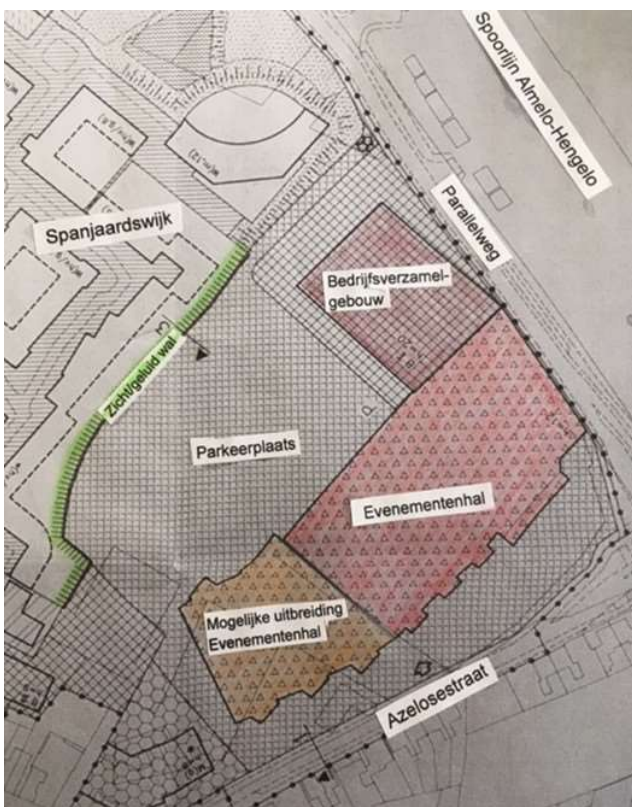 Spoorlijn Almelo-Hengelo
Parallelweg
Spanjaardswijk
Bedrijfsverzamel-
gebouw
Zicht/geluid wal
Parkeerplaats
Evenementenhal
Mogelijke uitbreiding
Evenementenhal
Azelosestraat